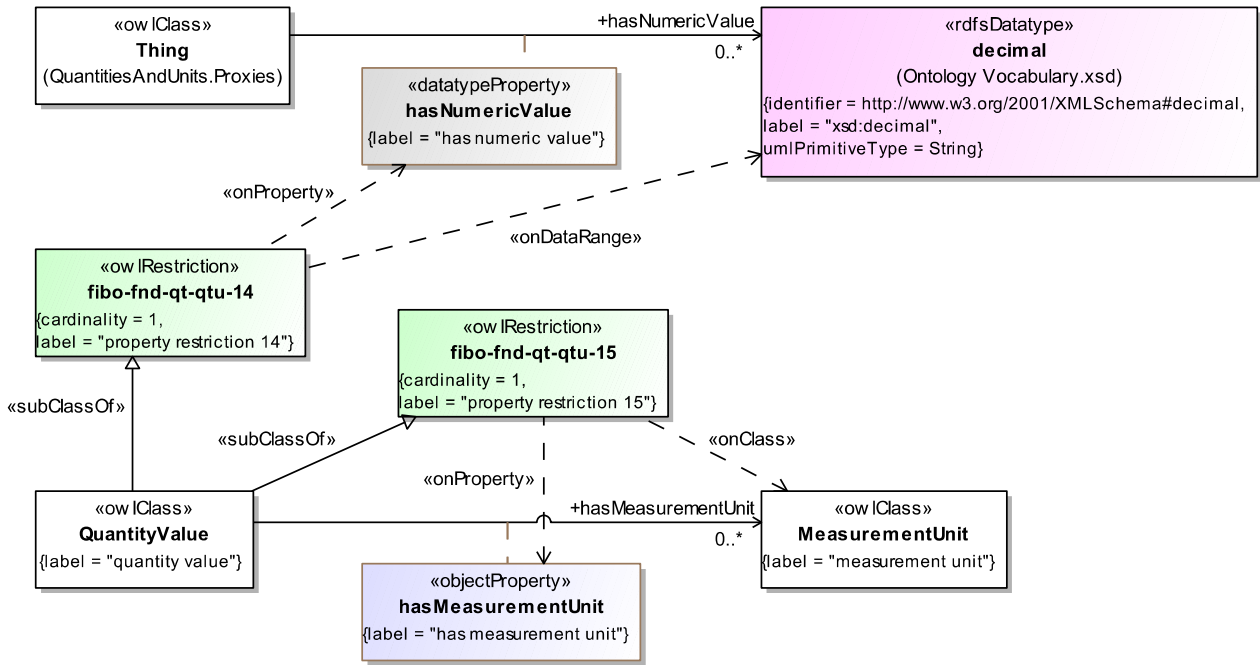 «owlClass»
Thing
(QuantitiesAndUnits.Proxies)
+hasNumericValue
0..*
«rdfsDatatype»
decimal
(Ontology Vocabulary.xsd)
{identifier = http://www.w3.org/2001/XMLSchema#decimal,
label = "xsd:decimal",
umlPrimitiveType = String}
«datatypeProperty»
hasNumericValue
{label = "has numeric value"}
«onProperty»
«onDataRange»
«owlRestriction»
fibo-fnd-qt-qtu-14
{cardinality = 1,
label = "property restriction 14"}
«owlRestriction»
fibo-fnd-qt-qtu-15
{cardinality = 1,
label = "property restriction 15"}
«subClassOf»
«subClassOf»
«onClass»
«onProperty»
«owlClass»
QuantityValue
{label = "quantity value"}
+hasMeasurementUnit
0..*
«owlClass»
MeasurementUnit
{label = "measurement unit"}
«objectProperty»
hasMeasurementUnit
{label = "has measurement unit"}